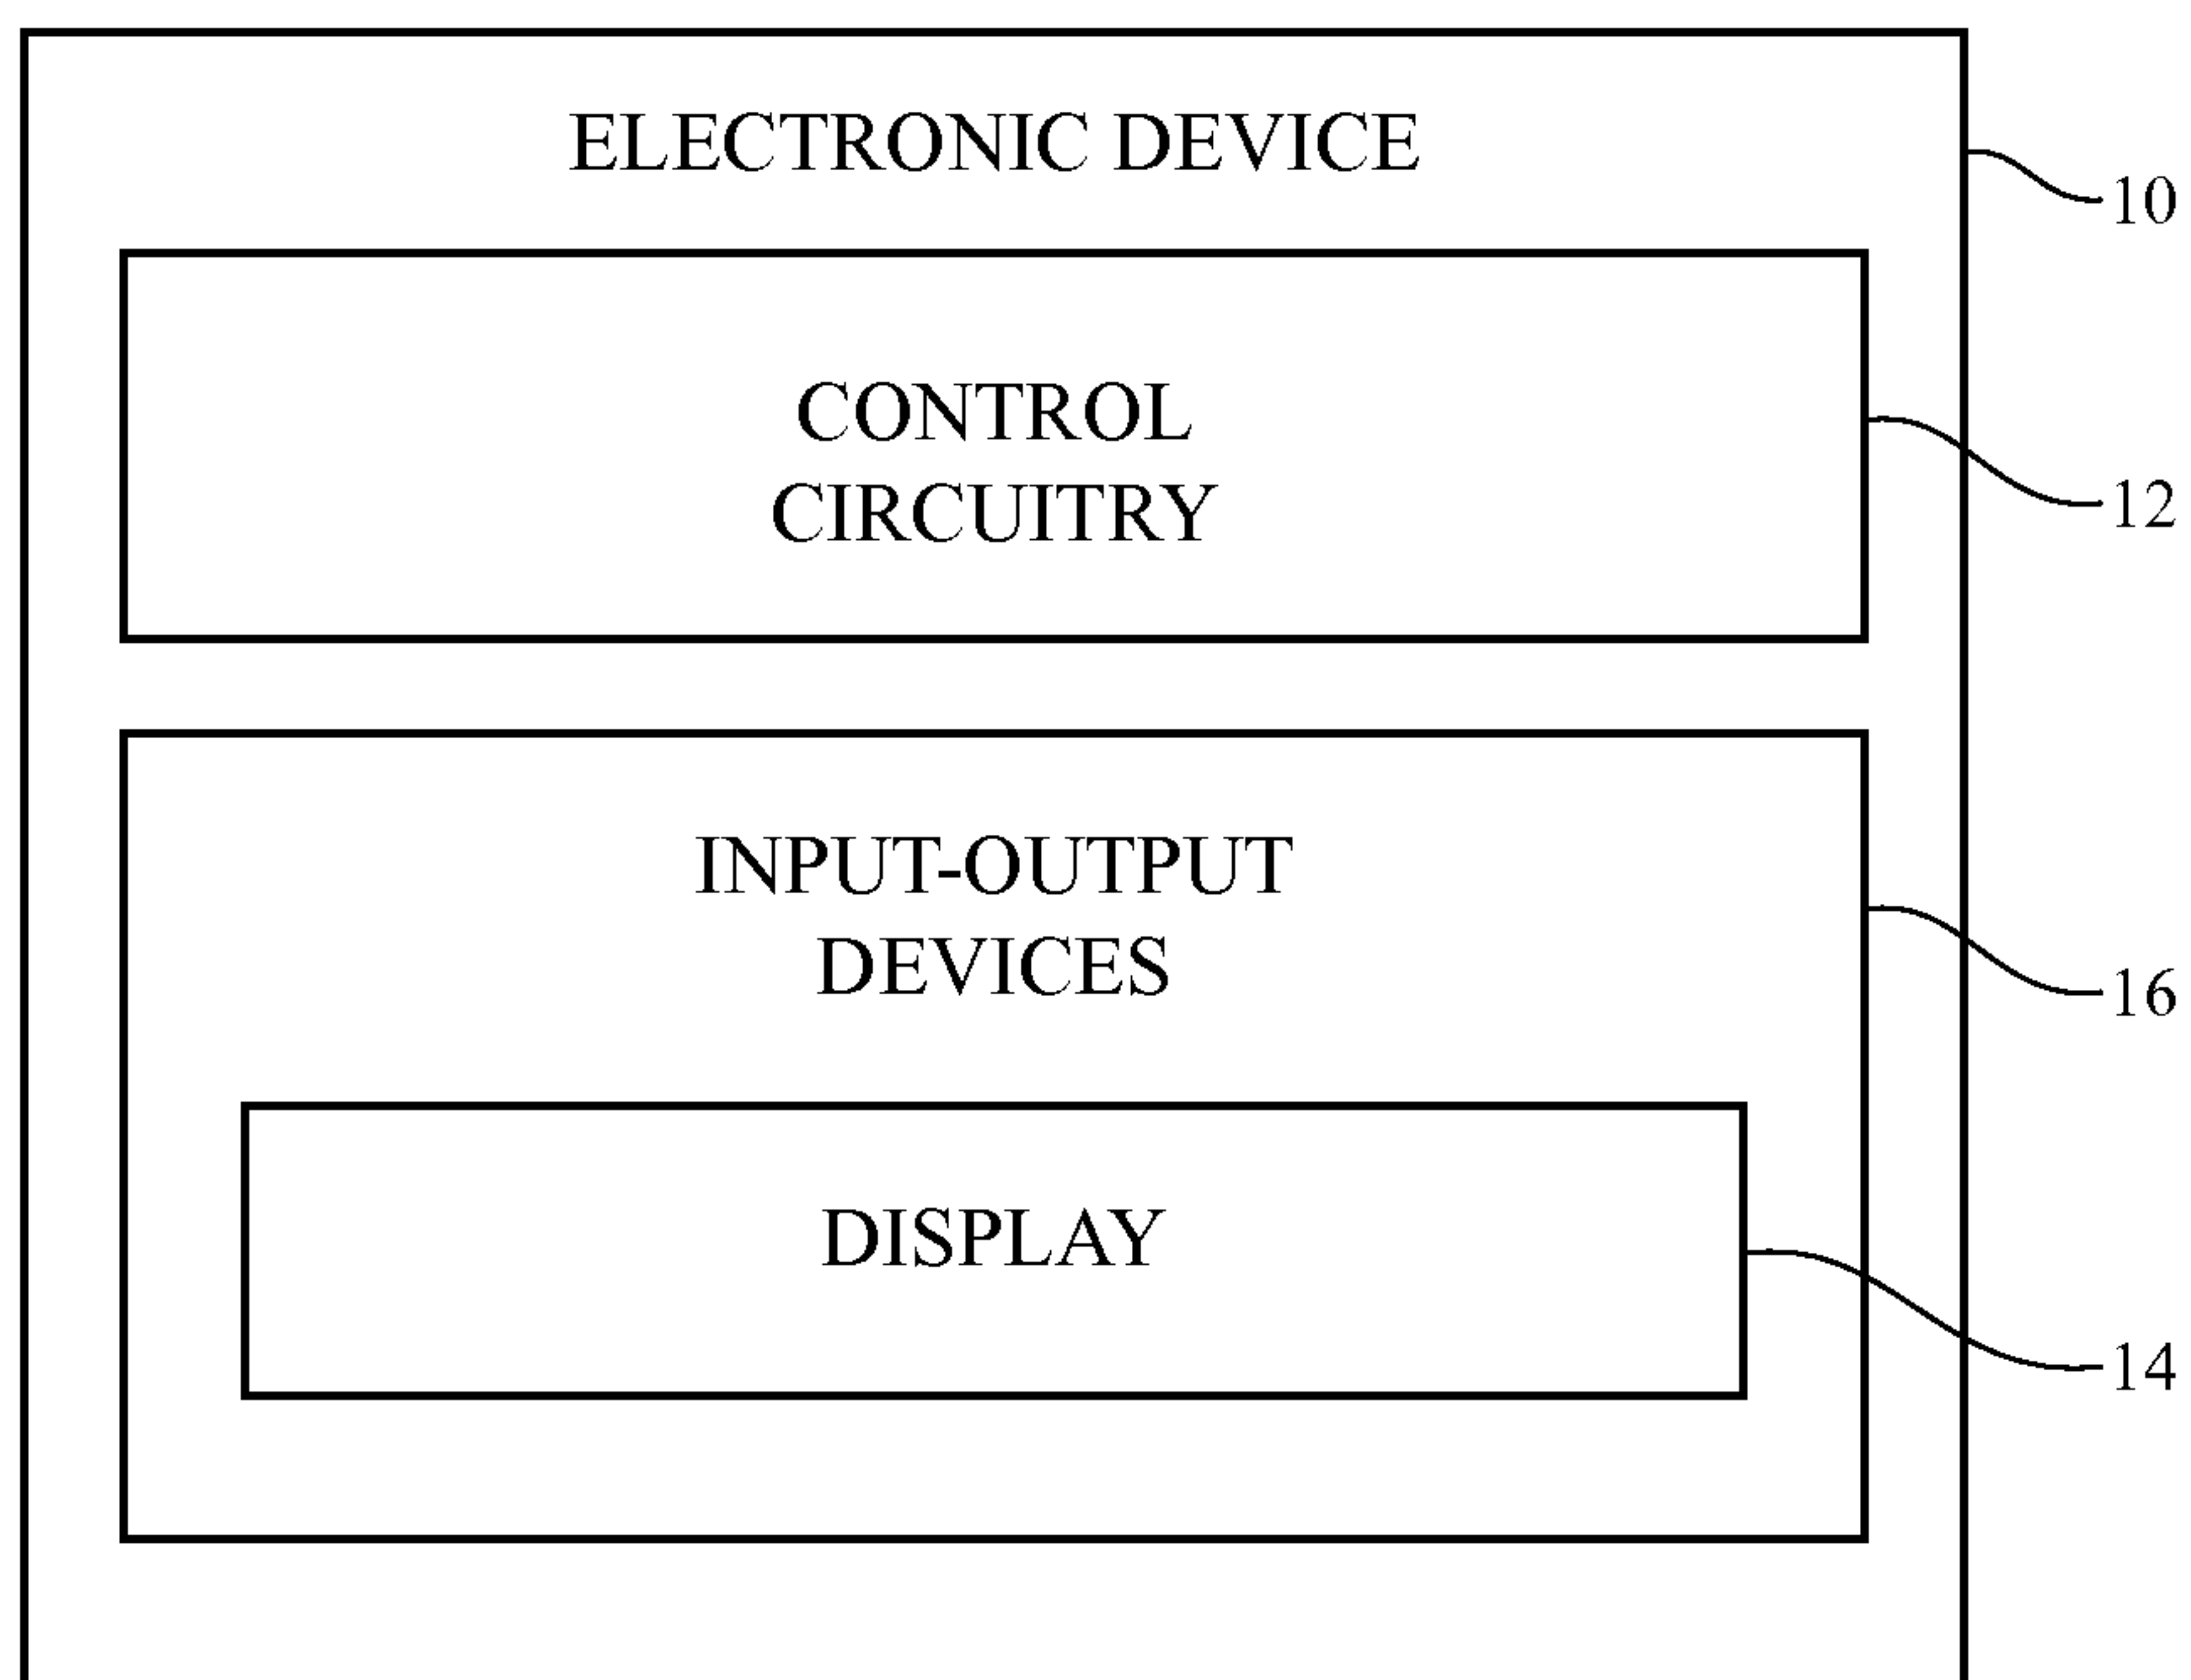 ELECTRONIC DEVICE
10
CONTROL
CIRCUITRY
12
INPUT-OUTPUT
DEVICES
16
DISPLAY
14